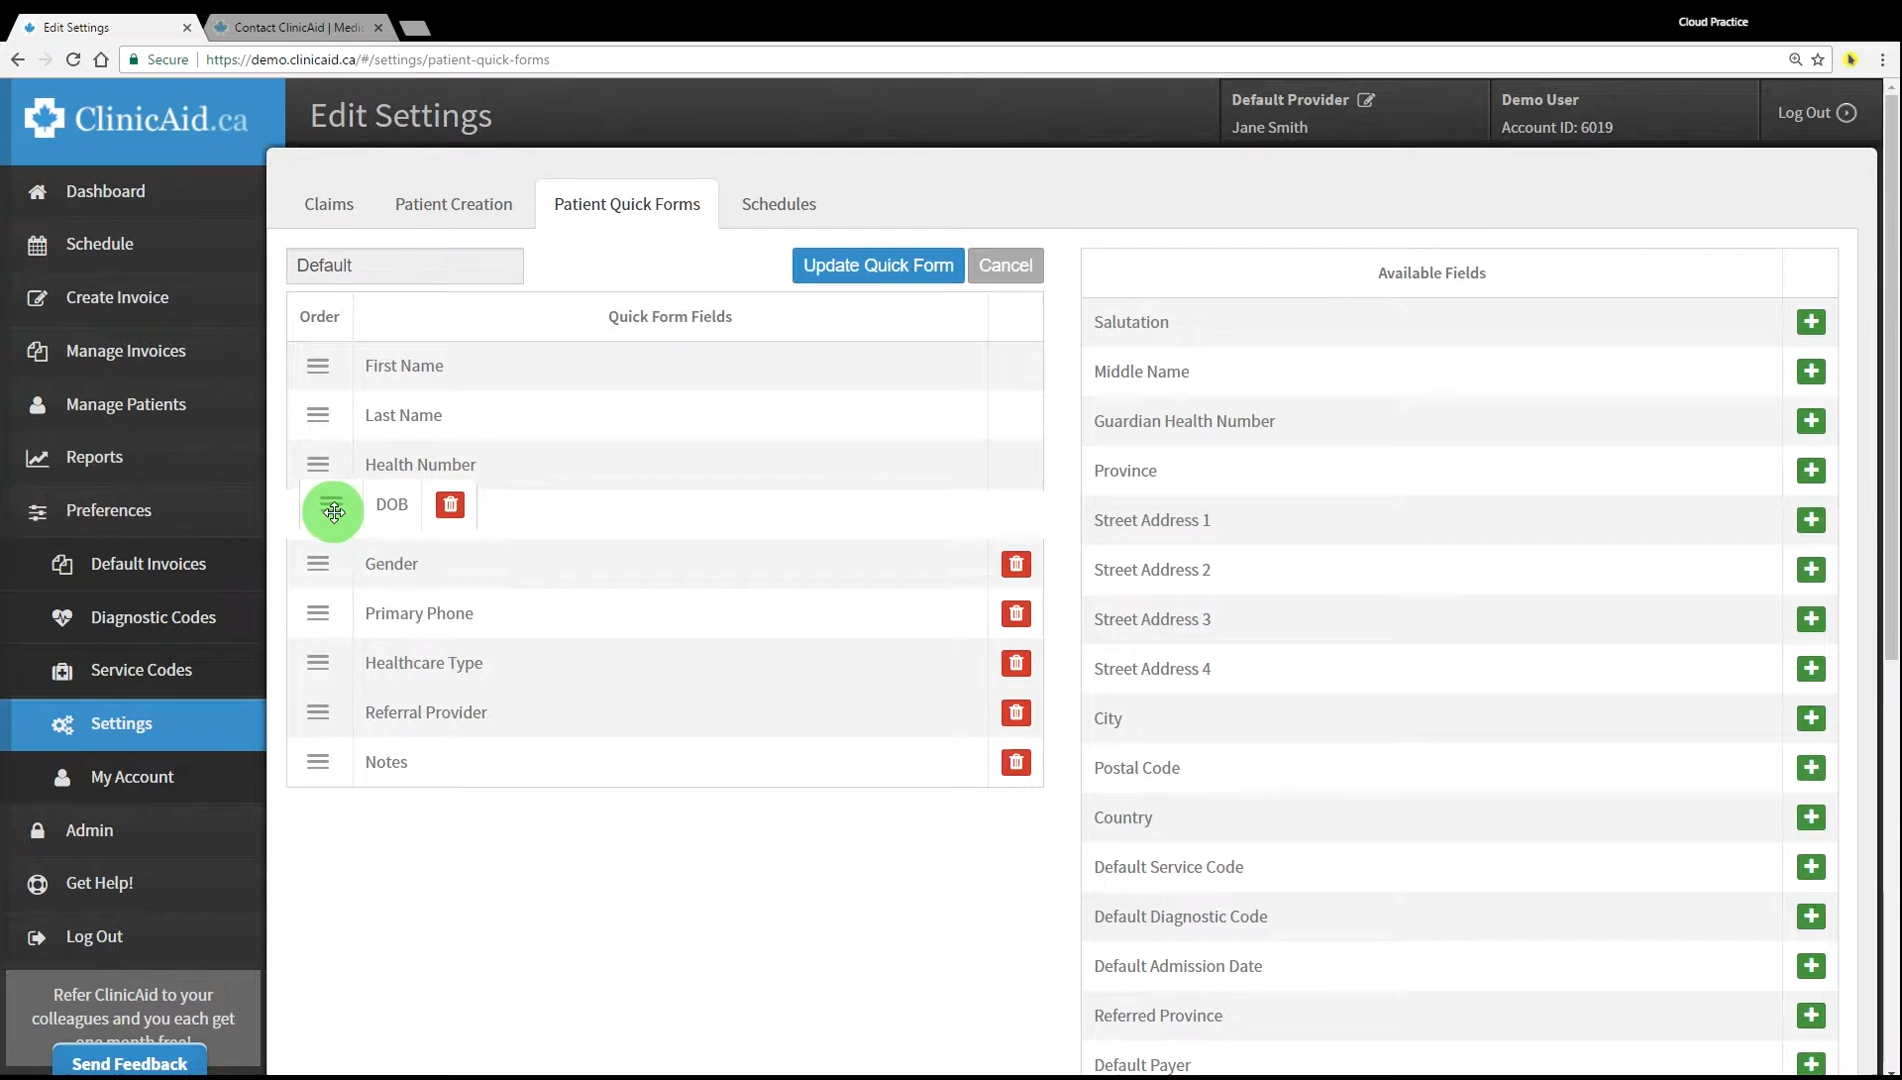 Edit Settings
Contact ClinicAid | Medic
Cloud Practice
Secure
https://demo.clinicaid.ca/#/settings/patient-quick-forms
ClinicAid.ca
Edit Settings
Default Provider
Jane Smith
Demo User
Account ID: 6019
Log Out
Dashboard
Schedule
Create Invoice
Manage Invoices
Manage Patients
Reports
Preferences
Default Invoices
Diagnostic Codes
Service Codes
Settings
My Account
Admin
Get Help!
Log Out
Refer ClinicAid to your
colleagues and you each get
one month free!
Send Feedback
Claims
Patient Creation
Patient Quick Forms
Schedules
Default
Update Quick Form
Cancel
Order
Quick Form Fields
First Name
Last Name
Health Number
DOB
Gender
Primary Phone
Healthcare Type
Referral Provider
Notes
Available Fields
Salutation
Middle Name
Guardian Health Number
Province
Street Address 1
Street Address 2
Street Address 3
Street Address 4
City
Postal Code
Country
Default Service Code
Default Diagnostic Code
Default Admission Date
Referred Province
Default Payer